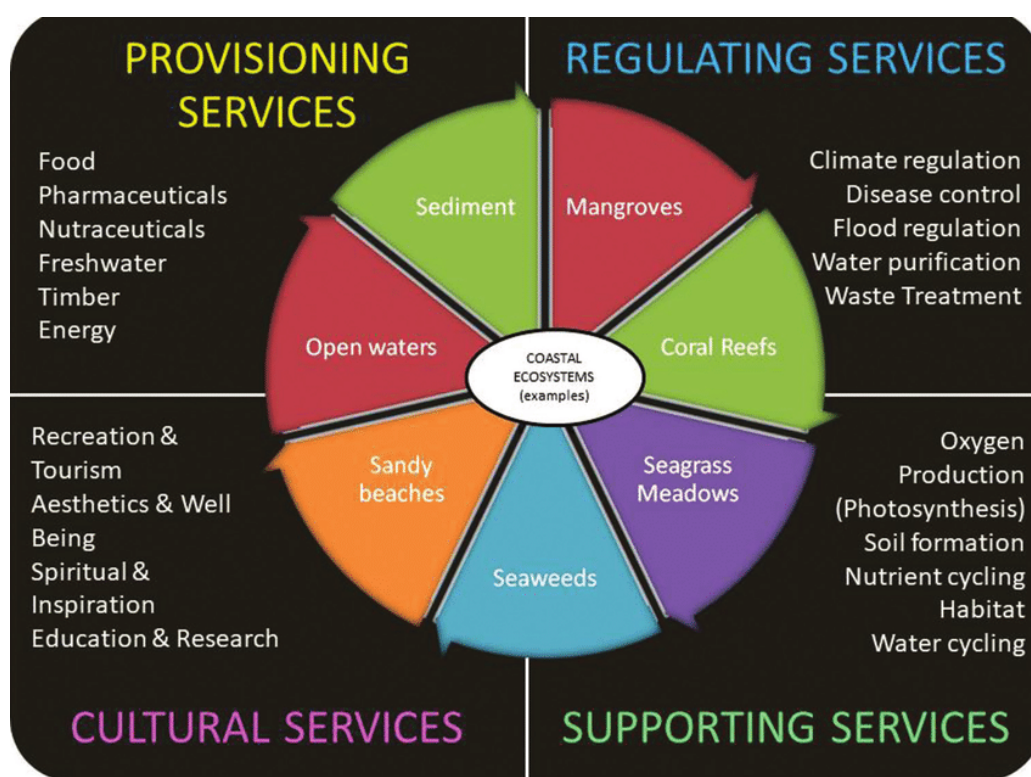 PROVISIONING
SERVICES
Food
Pharmaceuticals
Nutraceuticals
Freshwater
Timber
Energy
REGULATING SERVICES
Climate regulation
Disease control
Flood regulation
Water purification
Waste Treatment
Sediment
Mangroves
Open waters
Coral Reefs
COASTAL
ECOSYSTEMS
(examples)
Sandy
beaches
Seagrass
Meadows
Seaweeds
Recreation &
Tourism
Aesthetics & Well
Being
Spiritual &
Inspiration
Education & Research
CULTURAL SERVICES
Oxygen
Production
(Photosynthesis)
Soil formation
Nutrient cycling
Habitat
Water cycling
SUPPORTING SERVICES